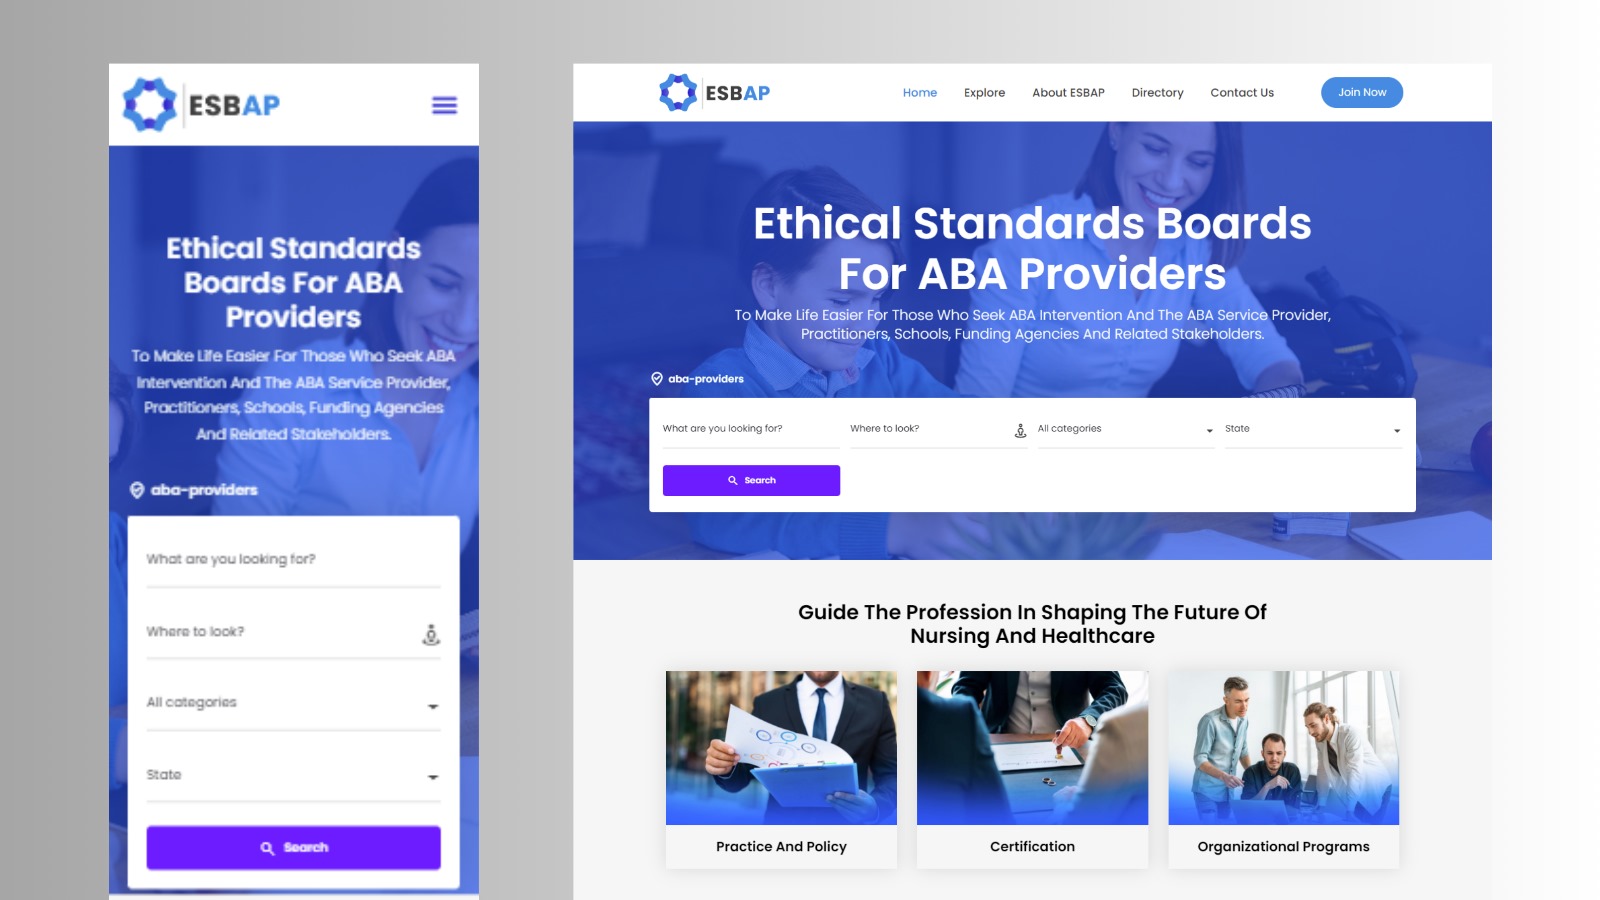 ESBAP
Ethical Standards
Boards For ABA
Providers
To Make Life Easier For Those Who Seek ABA
Intervention And The ABA Service Provider,
Practitioners, Schools, Funding Agencies
And Related Stakeholders.
aba-providers
What are you looking for?
Where to look?
All categories
State
Search
ESBAP
Home Explore About ESBAP Directory Contact Us Join Now
Ethical Standards Boards
For ABA Providers
To Make Life Easier For Those Who Seek ABA Intervention And The ABA Service Provider,
Practitioners, Schools, Funding Agencies And Related Stakeholders.
aba-providers
What are you looking for? Where to look? All categories State
Search
Guide The Profession In Shaping The Future Of
Nursing And Healthcare
Practice And Policy Certification Organizational Programs